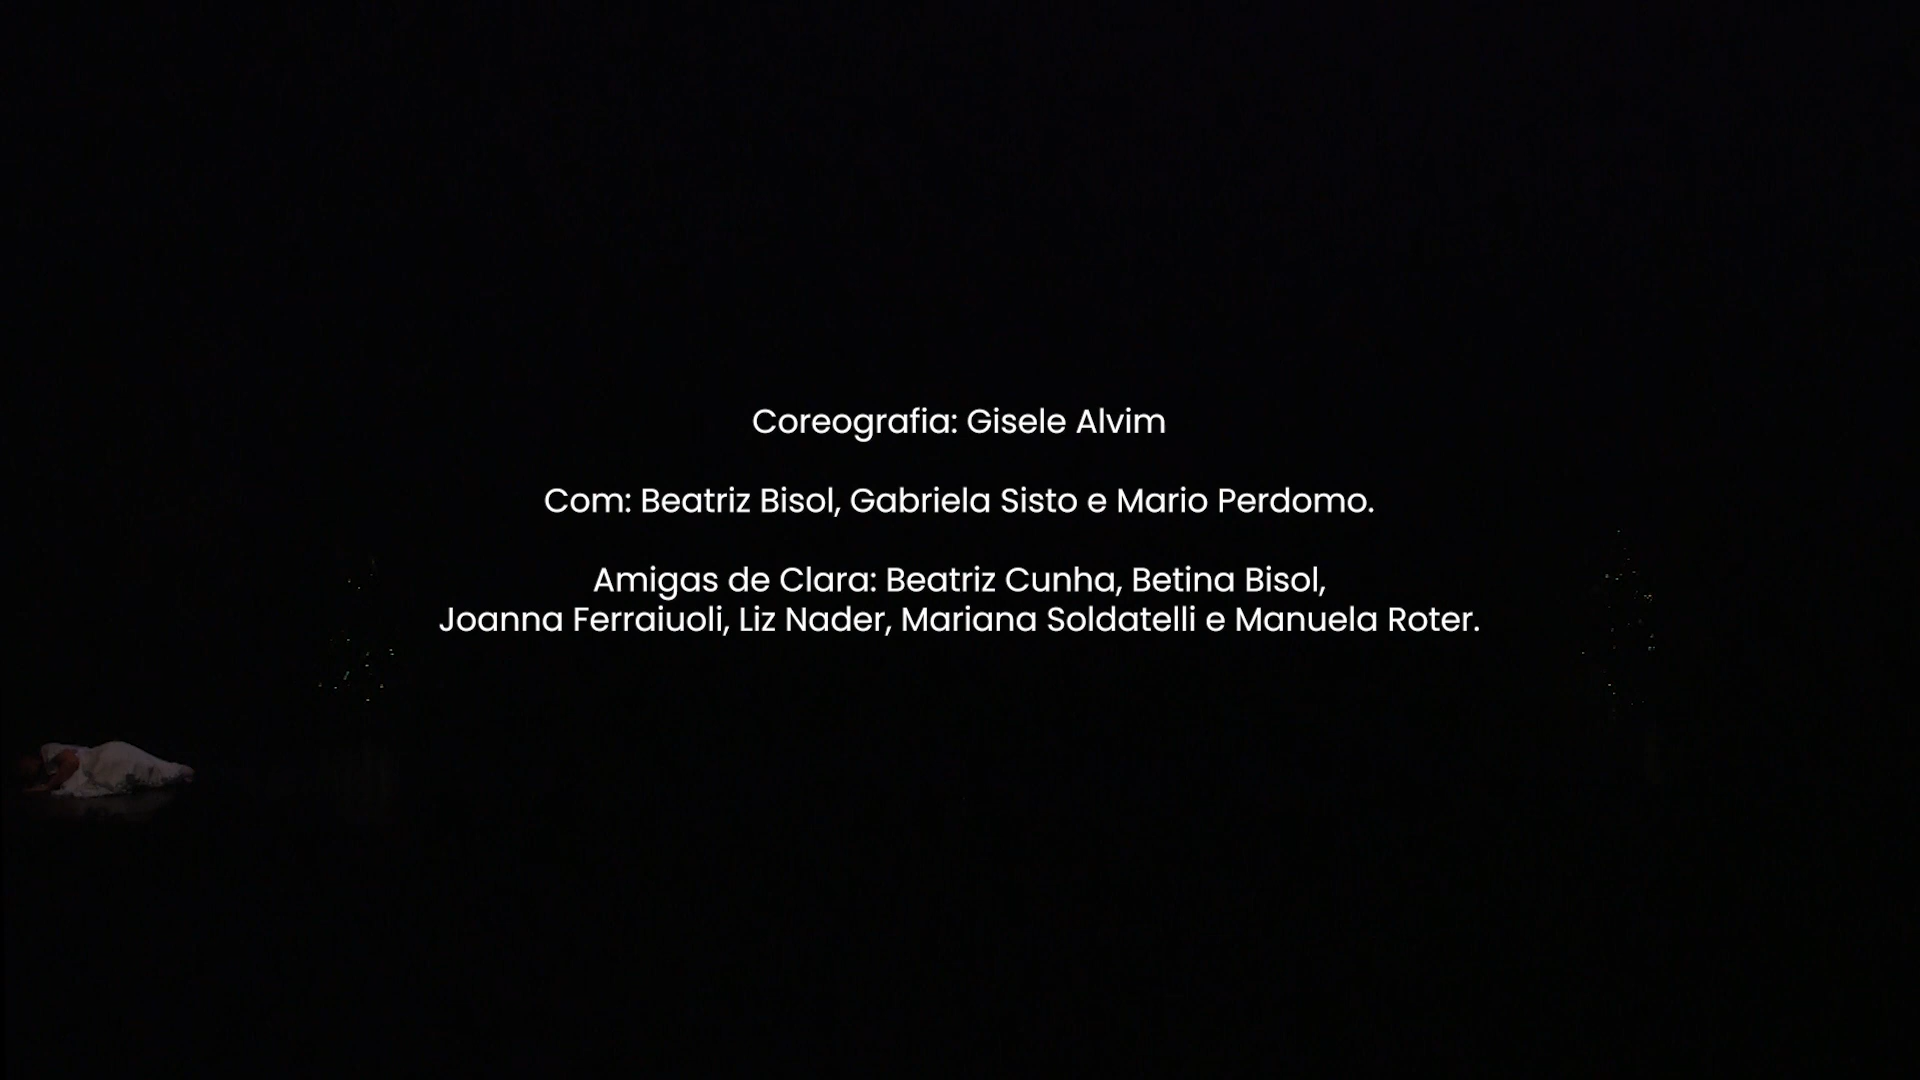 Coreografia: Gisele Alvim
Com: Beatriz Bisol, Gabriela Sisto e Mario Perdomo.
Amigas de Clara: Beatriz Cunha, Betina Bisol,
Joanna Ferraiuoli, Liz Nader, Mariana Soldatelli e Manuela Roter.